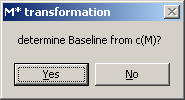 M* transformation
determine Baseline from c(M)?
Yes
No